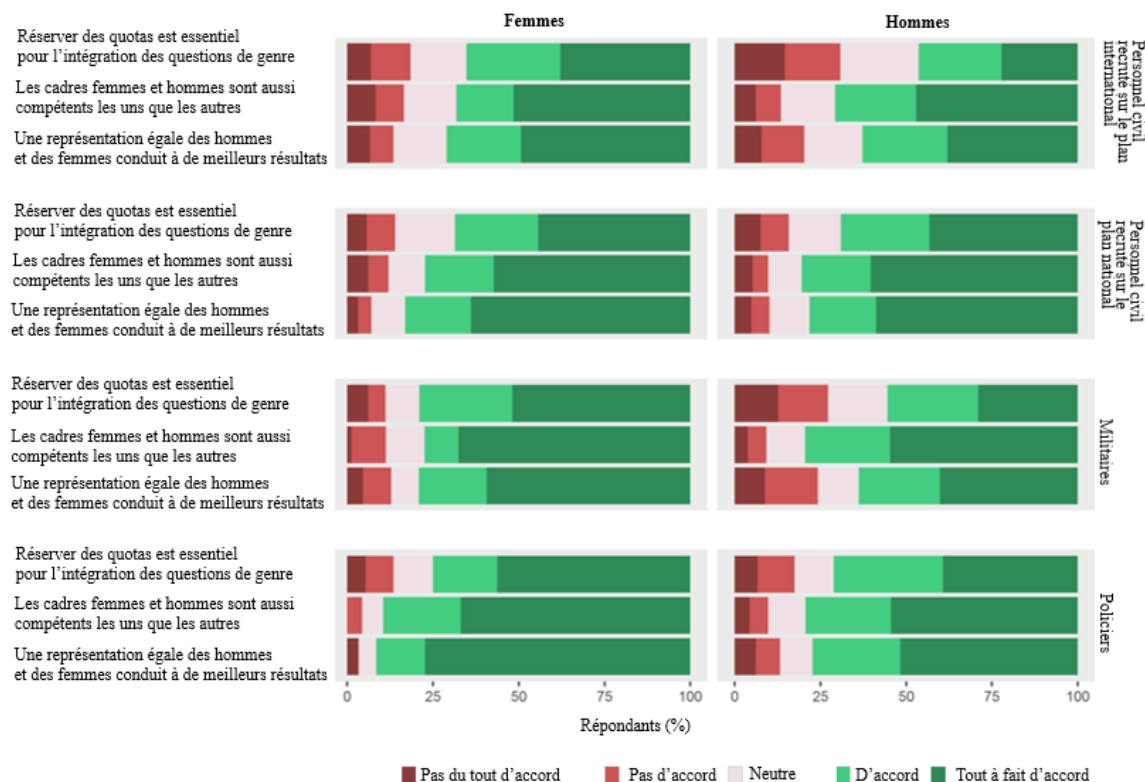 Femmes
Hommes
Réserver des quotas est essentiel
pour l’intégration des questions de genre
Les cadres femmes et hommes sont aussi
compétents les uns que les autres
Une représentation égale des hommes
et des femmes conduit à de meilleurs résultats
Personnel civil
recruté sur le plan
international
Réserver des quotas est essentiel
pour l’intégration des questions de genre
Les cadres femmes et hommes sont aussi
compétents les uns que les autres
Une représentation égale des hommes
et des femmes conduit à de meilleurs résultats
Personnel civil
recruté sur le
plan national
Réserver des quotas est essentiel
pour l’intégration des questions de genre
Les cadres femmes et hommes sont aussi
compétents les uns que les autres
Une représentation égale des hommes
et des femmes conduit à de meilleurs résultats
Militaires
Réserver des quotas est essentiel
pour l’intégration des questions de genre
Les cadres femmes et hommes sont aussi
compétents les uns que les autres
Une représentation égale des hommes
et des femmes conduit à de meilleurs résultats
Policiers
0 25 50 75 100
0 25 50 75 100
Répondants (%)
Pas du tout d’accord
Pas d’accord
Neutre
D’accord
Tout à fait d’accord